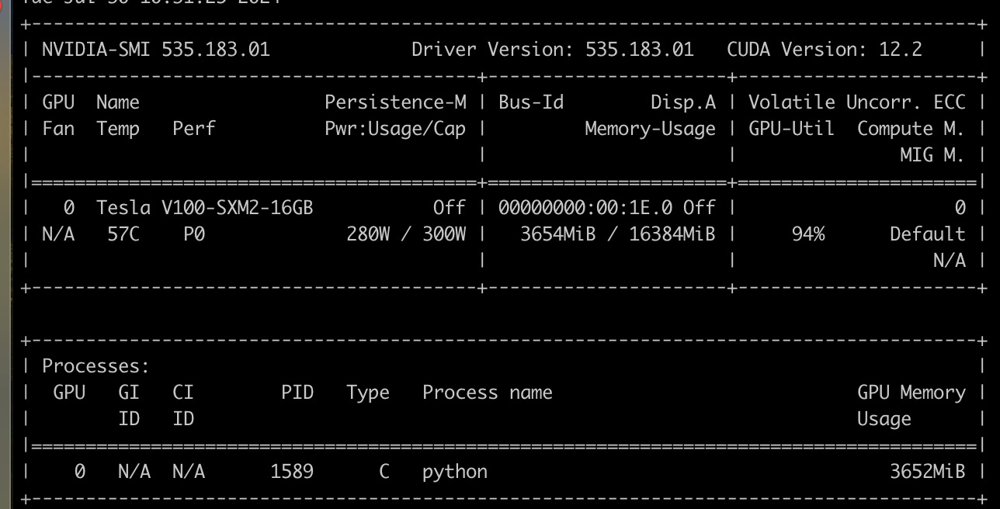 +-----------------------------------------------------------------------------------------+
| NVIDIA-SMI 535.183.01             Driver Version: 535.183.01   CUDA Version: 12.2     |
|-----------------------------------------+----------------------+----------------------+
| GPU  Name                 Persistence-M | Bus-Id        Disp.A | Volatile Uncorr. ECC |
| Fan  Temp   Perf          Pwr:Usage/Cap |         Memory-Usage | GPU-Util  Compute M. |
|                                         |                      |               MIG M. |
|=========================================+======================+======================|
|   0  Tesla V100-SXM2-16GB           Off | 00000000:00:1E.0 Off |                    0 |
| N/A   57C    P0             280W / 300W |   3654MiB / 16384MiB |     94%      Default |
|                                         |                      |                  N/A |
+-----------------------------------------+----------------------+----------------------+
+---------------------------------------------------------------------------------------+
| Processes:                                                                            |
|  GPU   GI   CI        PID   Type   Process name                            GPU Memory |
|        ID   ID                                                             Usage      |
|=======================================================================================|
|    0   N/A  N/A      1589      C   python                                     3652MiB |
+---------------------------------------------------------------------------------------+